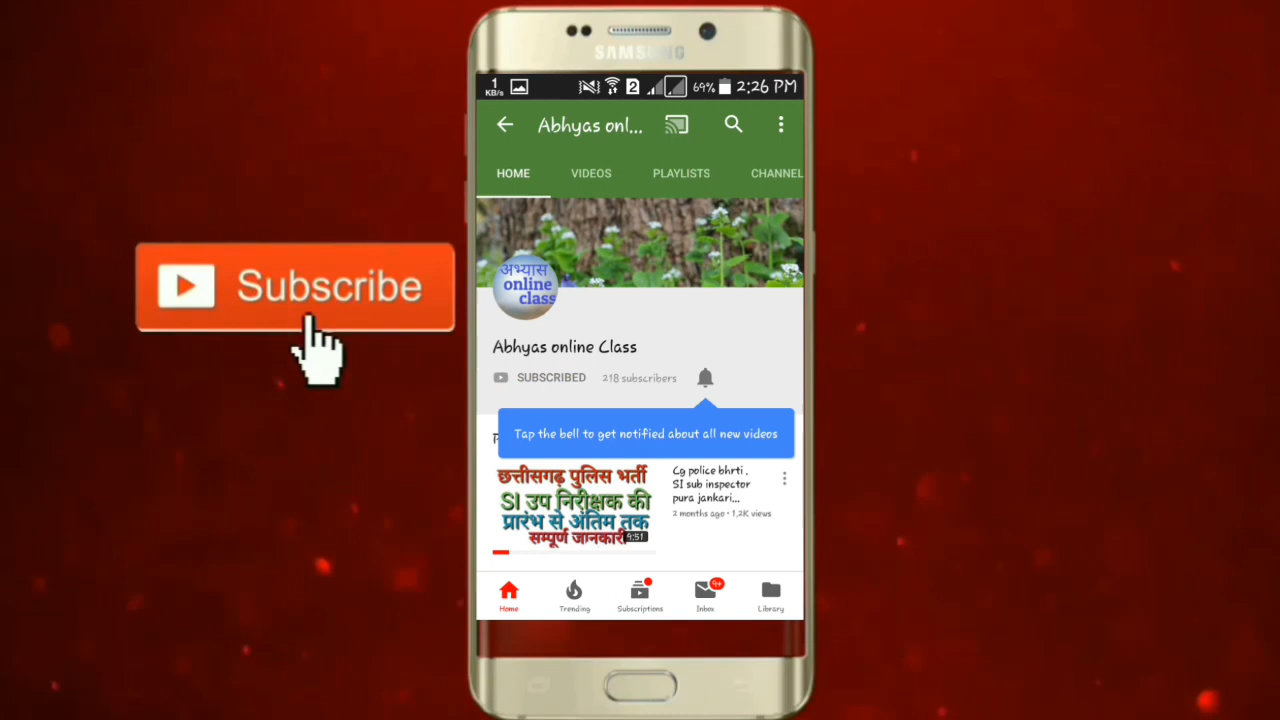 SAMSUNG
1
KB/s
2
69%
2:26 PM
Abhyas onl...
HOME VIDEOS PLAYLISTS CHANNEL
अभ्यास
online
class
Subscribe
Abhyas online Class
SUBSCRIBED 218 subscribers
Tap the bell to get notified about all new videos
छत्तीसगढ़ पुलिस भर्ती
SI उप निरीक्षक की
प्रारंभ से अंतिम तक
सम्पूर्ण जानकारी
4:51
Cg police bhrti .
SI sub inspector
pura jankari...
2 months ago • 1.2K views
9+
Home Trending Subscriptions Inbox Library